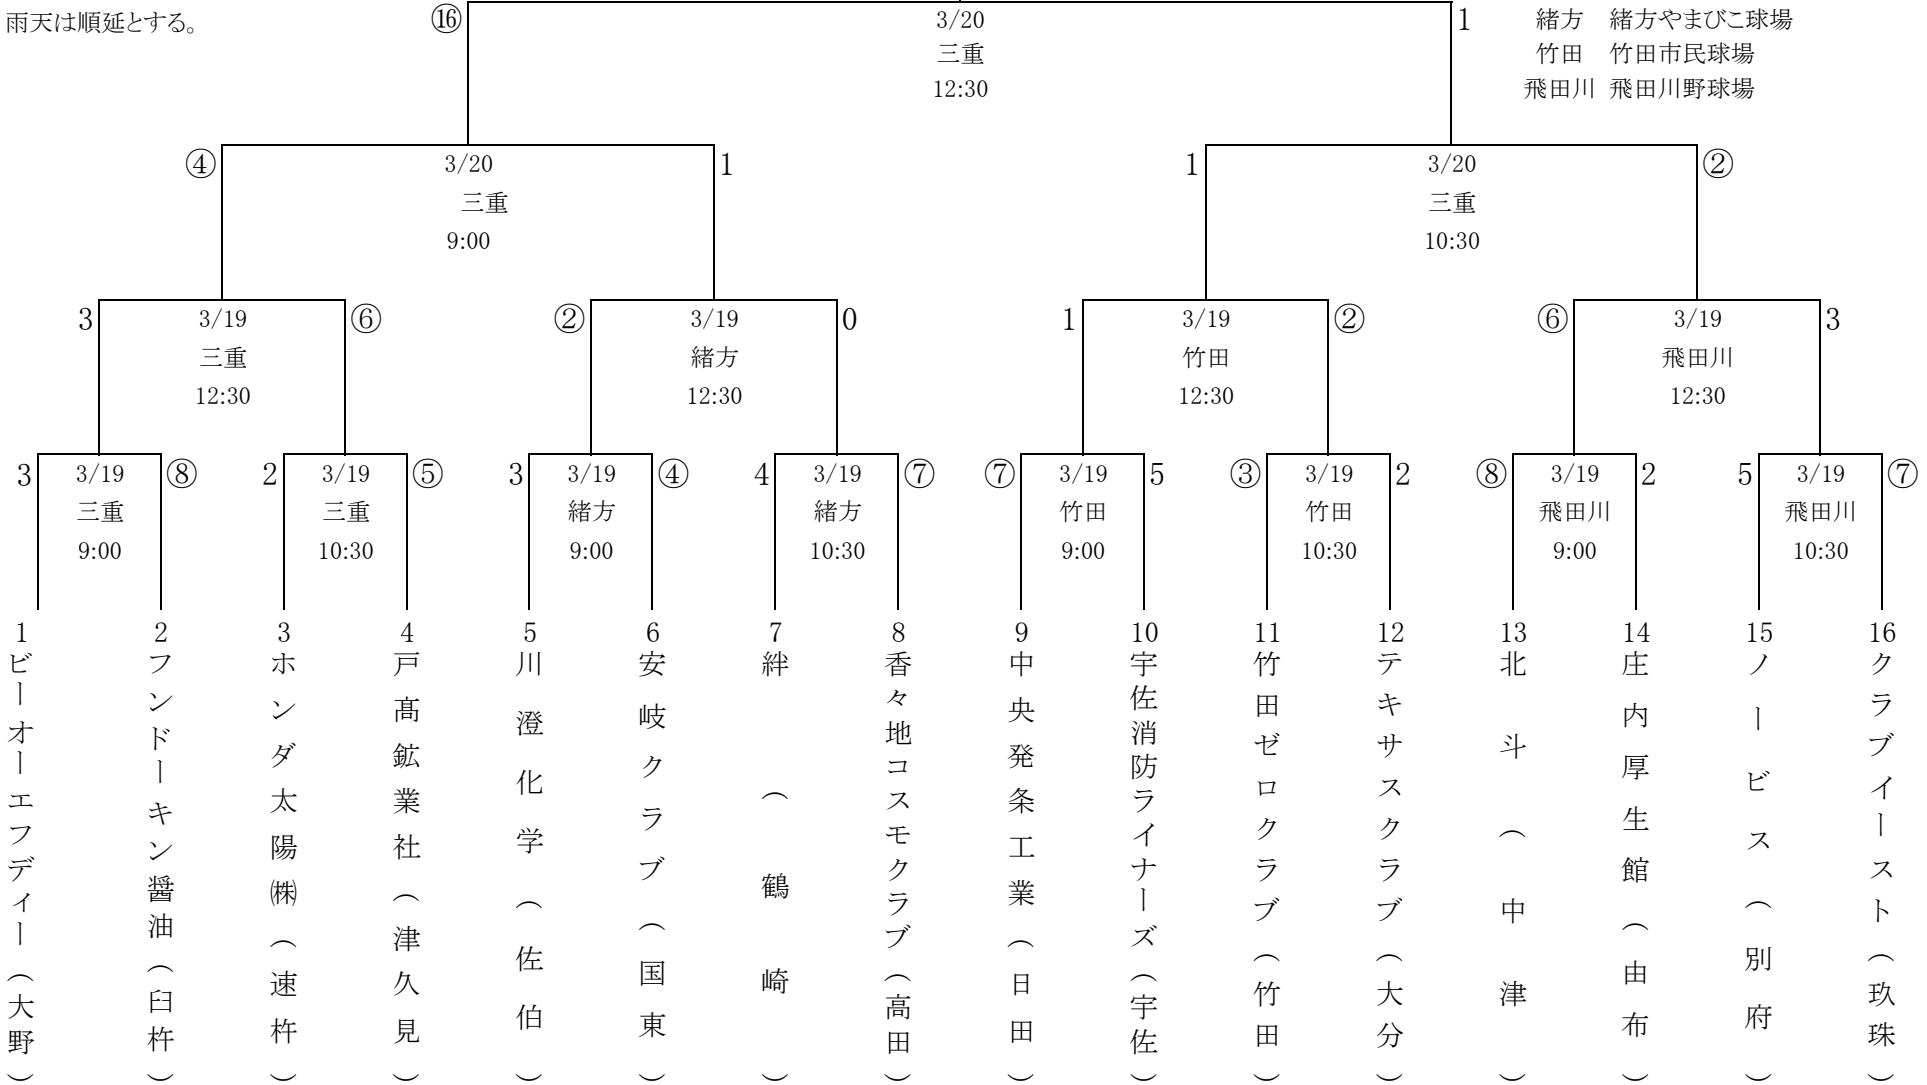 雨天は順延とする。
⑯ 3/20 1
三重
12:30
緒方 緒方やまびこ球場
竹田 竹田市民球場
飛田川 飛田川野球場
④ 3/20 1
三重
9:00
1 3/20 ②
三重
10:30
3 3/19 ⑥
三重
12:30
② 3/19 0
緒方
12:30
1 3/19 ②
竹田
12:30
⑥ 3/19 3
飛田川
12:30
3 3/19 ⑧
三重
9:00
2 3/19 ⑤
三重
10:30
3 3/19 ④
緒方
9:00
4 3/19 ⑦
緒方
10:30
⑦ 3/19 5
竹田
9:00
③ 3/19 2
竹田
10:30
⑧ 3/19 2
飛田川
9:00
5 3/19 ⑦
飛田川
10:30
1
ビーオーエフディー(大野)
2
フンドーキン醤油(臼杵)
3
ホンダ太陽㈱(速杵)
4
戸髙鉱業社(津久見)
5
川澄化学(佐伯)
6
安岐クラブ(国東)
7
絆(鶴崎)
8
香々地コスモクラブ(高田)
9
中央発条工業(日田)
10
宇佐消防ライナーズ(宇佐)
11
竹田ゼロクラブ(竹田)
12
テキサスクラブ(大分)
13
北斗(中津)
14
庄内厚生館(由布)
15
ノービス(別府)
16
クラブイースト(玖珠)